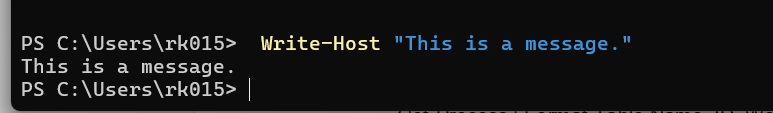 PS C:\Users\rk015>  Write-Host "This is a message."
This is a message.
PS C:\Users\rk015>